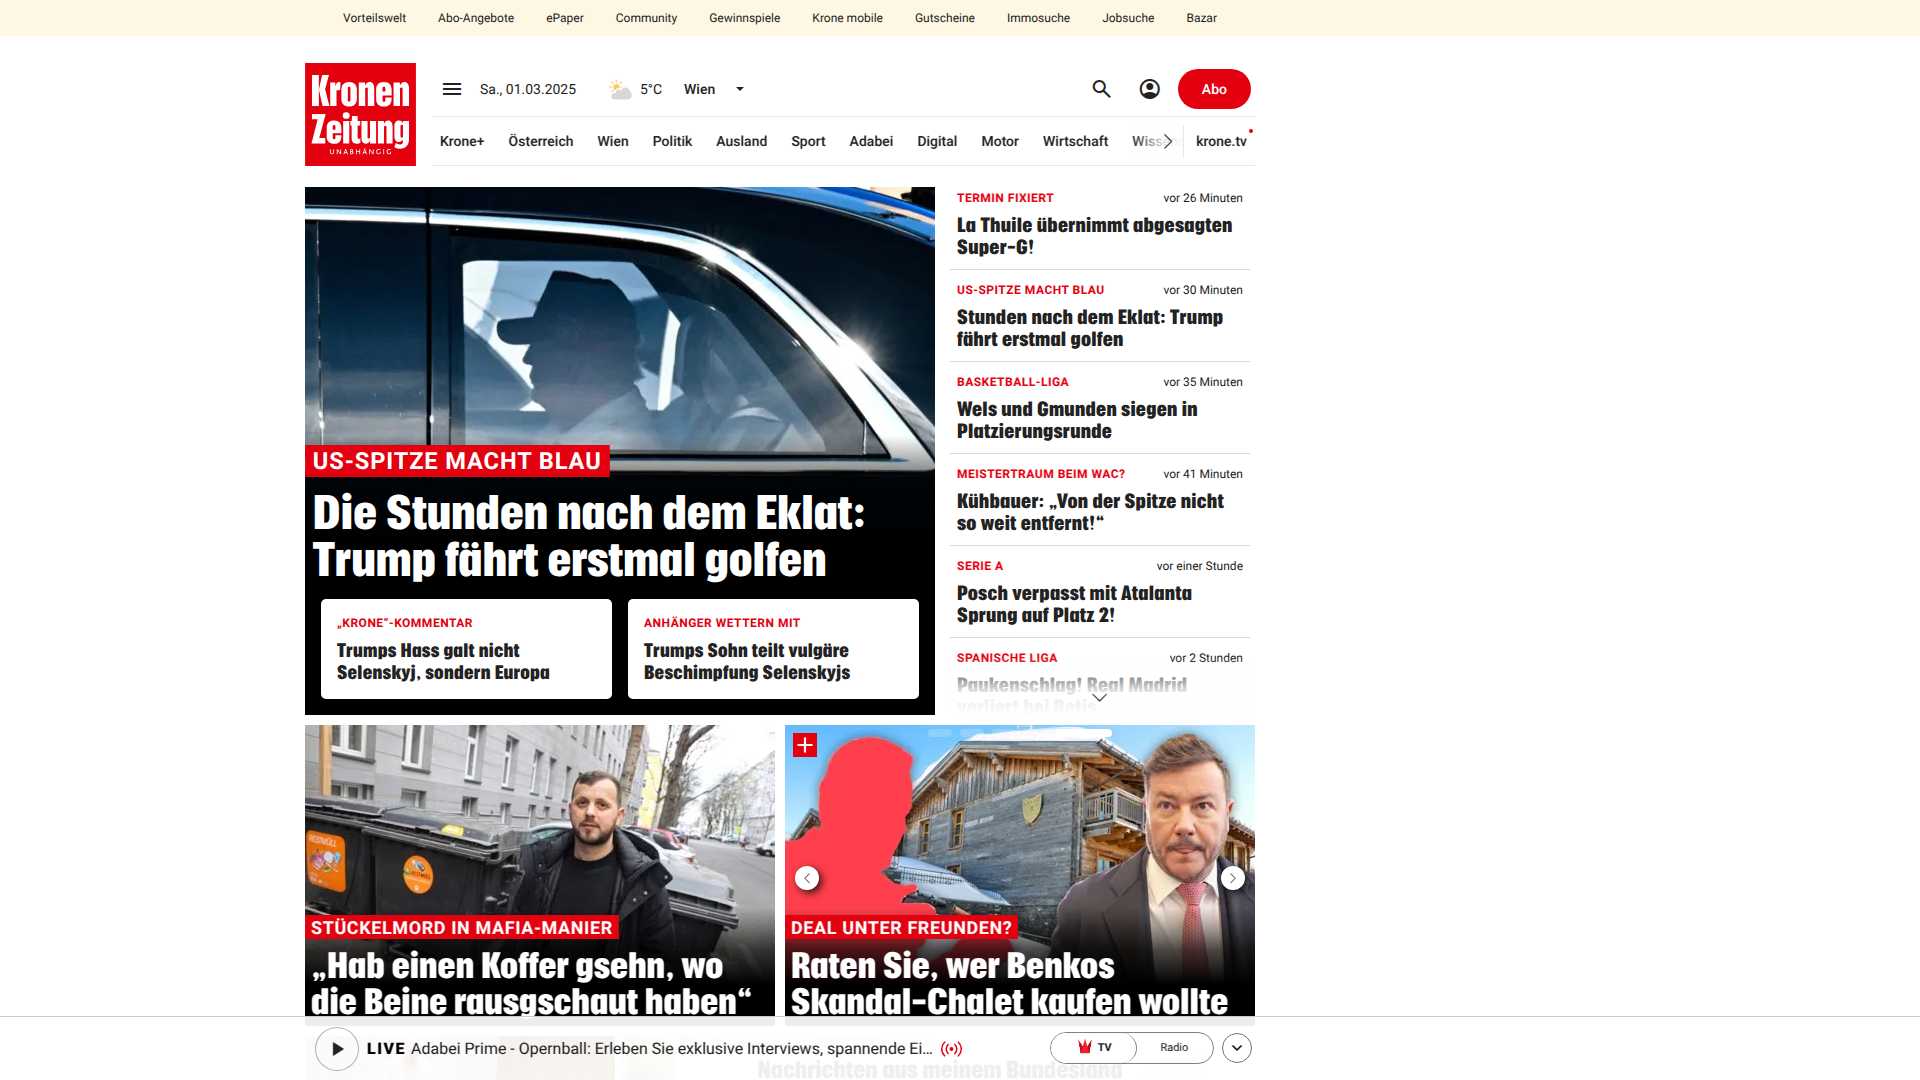 Vorteilswelt Abo-Angebote ePaper Community Gewinnspiele Krone mobile Gutscheine Immosuche Jobsuche Bazar
Kronen
Zeitung
UNABHÄNGIG
Sa., 01.03.2025 5°C Wien
Abo
Krone+ Österreich Wien Politik Ausland Sport Adabei Digital Motor Wirtschaft krone.tv
US-SPITZE MACHT BLAU
Die Stunden nach dem Eklat:
Trump fährt erstmal golfen
„KRONE“-KOMMENTAR
Trumps Hass galt nicht
Selenskyj, sondern Europa
ANHÄNGER WETTERN MIT
Trumps Sohn teilt vulgäre
Beschimpfung Selenskyjs
TERMIN FIXIERT vor 26 Minuten
La Thuile übernimmt abgesagten
Super-G!
US-SPITZE MACHT BLAU vor 30 Minuten
Stunden nach dem Eklat: Trump
fährt erstmal golfen
BASKETBALL-LIGA vor 35 Minuten
Wels und Gmunden siegen in
Platzierungsrunde
MEISTERTRAUM BEIM WAC? vor 41 Minuten
Kühbauer: „Von der Spitze nicht
so weit entfernt!“
SERIE A vor einer Stunde
Posch verpasst mit Atalanta
Sprung auf Platz 2!
SPANISCHE LIGA vor 2 Stunden
Paukenschlag! Real Madrid
verliert bei Betis
STÜCKELMORD IN MAFIA-MANIER
„Hab einen Koffer gsehn, wo
die Beine rausgschaut haben“
DEAL UNTER FREUNDEN?
Raten Sie, wer Benkos
Skandal-Chalet kaufen wollte
LIVE Adabei Prime - Opernball: Erleben Sie exklusive Interviews, spannende Ei...
TV Radio
Nachrichten aus meinem Bundesland